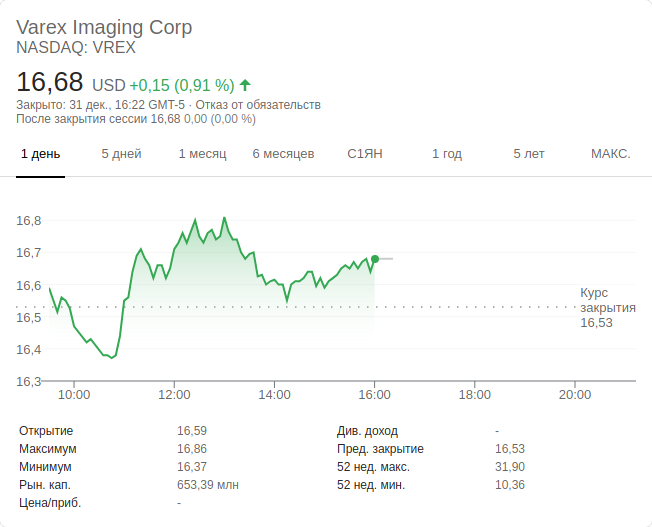 Varex Imaging Corp
NASDAQ: VREX
16,68 USD +0,15 (0,91 %)
Закрыто: 31 дек., 16:22 GMT-5 · Отказ от обязательств
После закрытия сессии 16,68 0,00 (0,00 %)
1 день 5 дней 1 месяц 6 месяцев С1ЯН 1 год 5 лет МАКС.
16,8
16,7
16,6
16,5
16,4
16,3
Курс
закрытия
16,53
10:00 12:00 14:00 16:00 18:00 20:00
Открытие 16,59 Див. доход -
Максимум 16,86 Пред. закрытие 16,53
Минимум 16,37 52 нед. макс. 31,90
Рын. кап. 653,39 млн 52 нед. мин. 10,36
Цена/приб. -